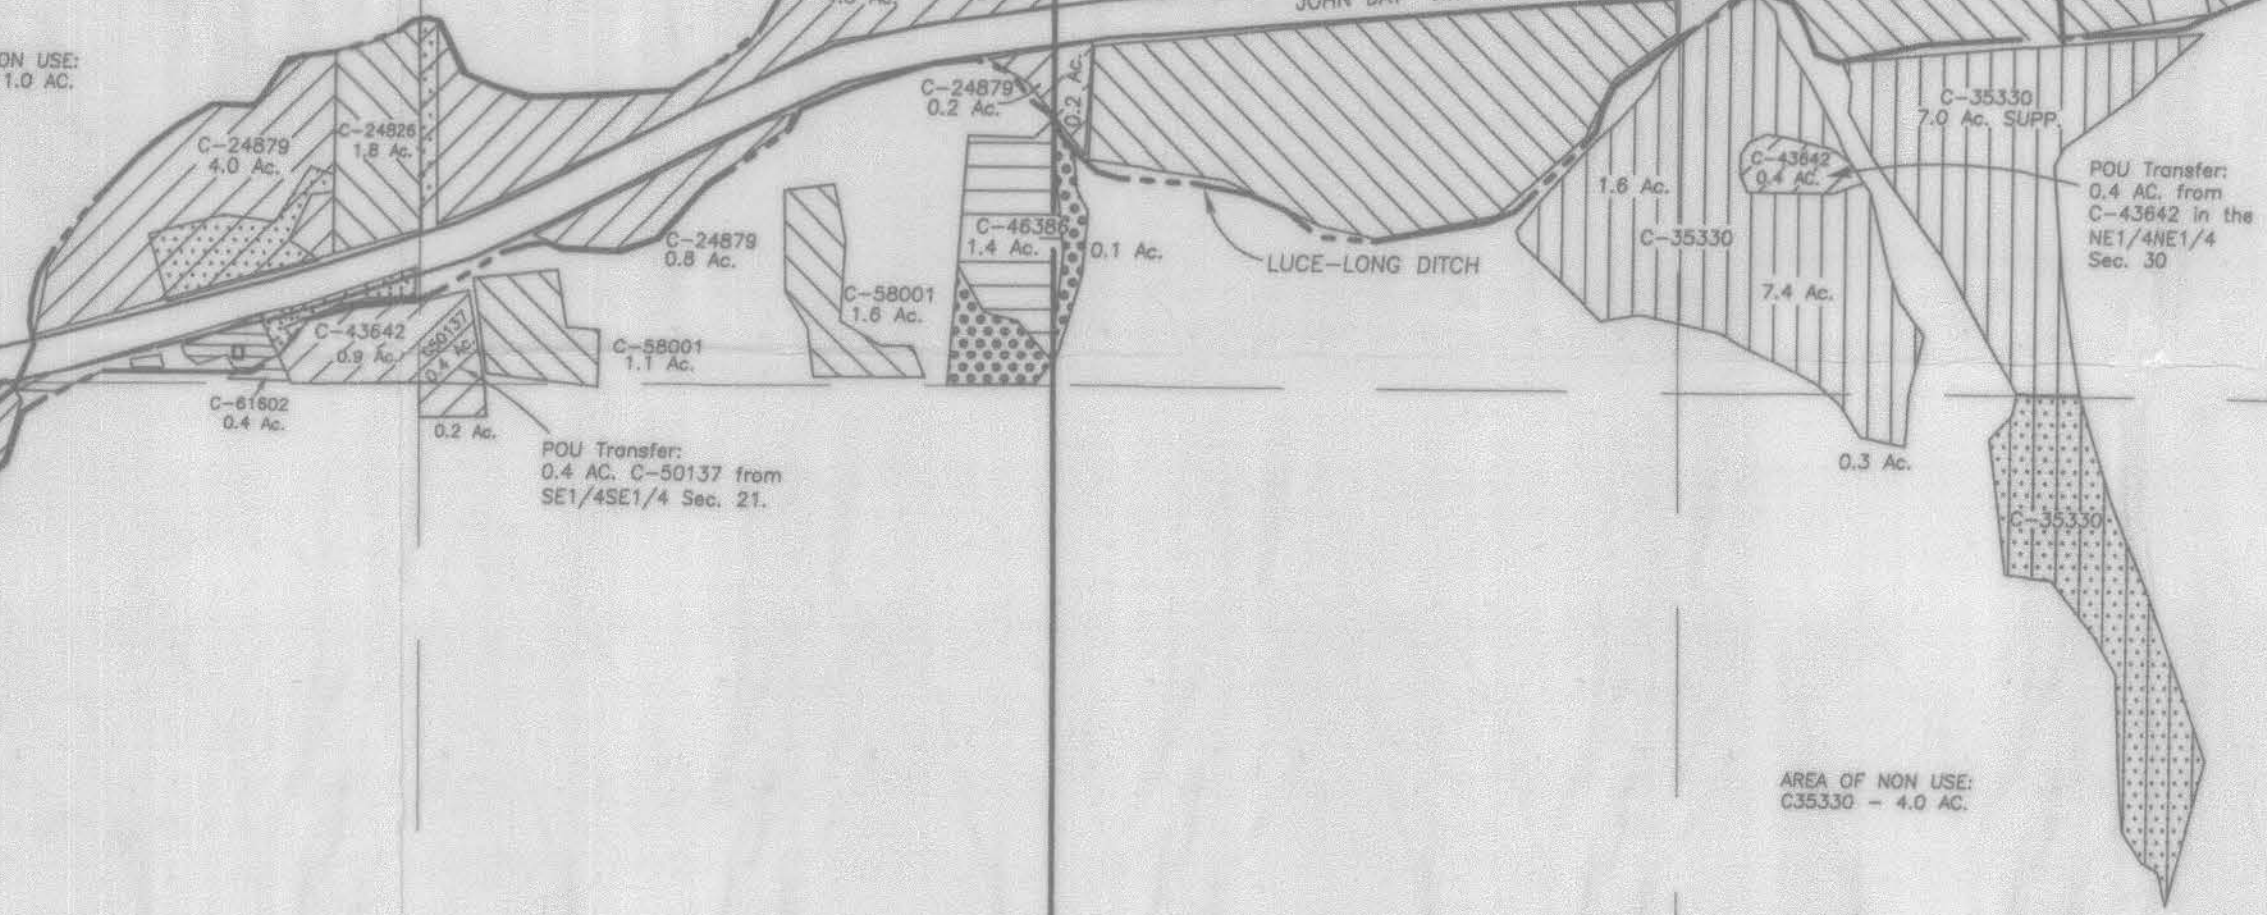 ON USE:
1.0 AC.
C-24879
4.0 Ac.
C-24826
1.8 Ac.
C-24879
0.2 Ac.
0.2 Ac.
C-24879
0.8 Ac.
C-58001
1.6 Ac.
C-46386
1.4 Ac.
0.1 Ac.
LUCE-LONG DITCH
1.6 Ac.
C-35330
7.4 Ac.
C-43642
0.4 AC.
C-35330
7.0 Ac. SUPP.
POU Transfer:
0.4 AC. from
C-43642 in the
NE1/4NE1/4
Sec. 30
C-43642
0.9 Ac.
C50137
0.4 Ac.
C-58001
1.1 Ac.
C-61602
0.4 Ac.
0.2 Ac.
POU Transfer:
0.4 AC. C-50137 from
SE1/4SE1/4 Sec. 21.
0.3 Ac.
C-35330
AREA OF NON USE:
C35330 - 4.0 AC.